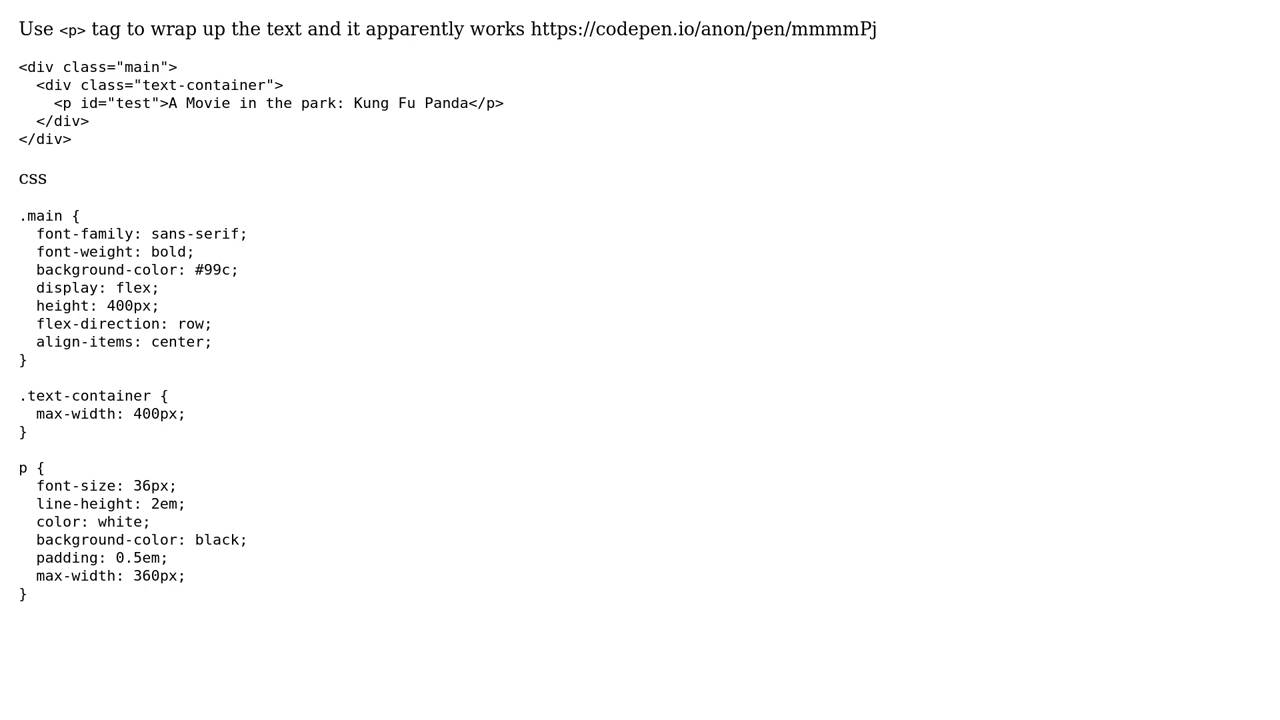 Use <p> tag to wrap up the text and it apparently works https://codepen.io/anon/pen/mmmmPj
<div class="main">
  <div class="text-container">
    <p id="test">A Movie in the park: Kung Fu Panda</p>
  </div>
</div>
css
.main {
  font-family: sans-serif;
  font-weight: bold;
  background-color: #99c;
  display: flex;
  height: 400px;
  flex-direction: row;
  align-items: center;
}
.text-container {
  max-width: 400px;
}
p {
  font-size: 36px;
  line-height: 2em;
  color: white;
  background-color: black;
  padding: 0.5em;
  max-width: 360px;
}